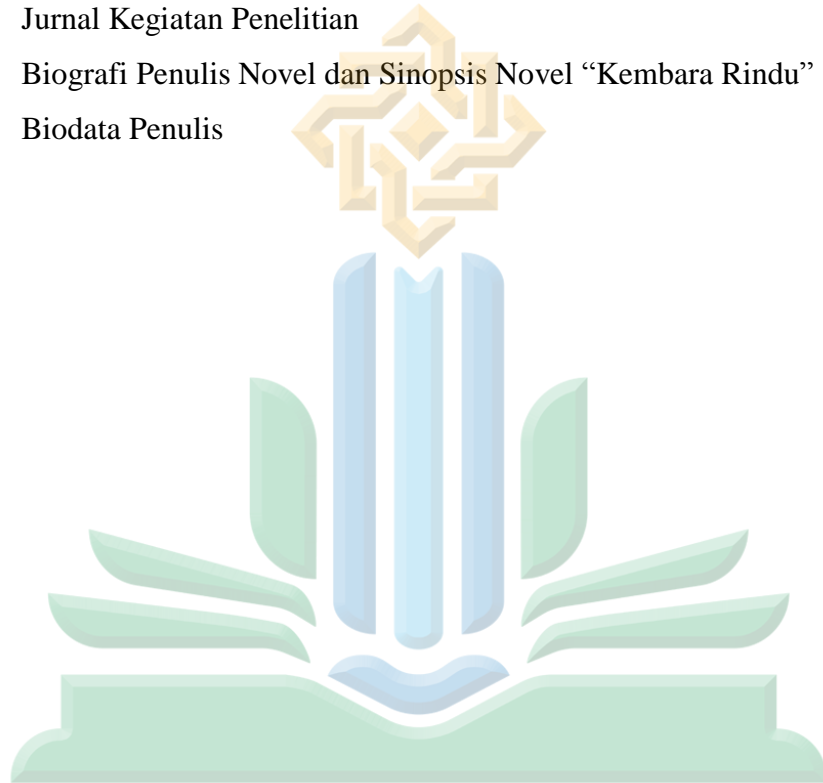 Jurnal Kegiatan Penelitian
Biografi Penulis Novel dan Sinopsis Novel “Kembara Rindu”
Biodata Penulis